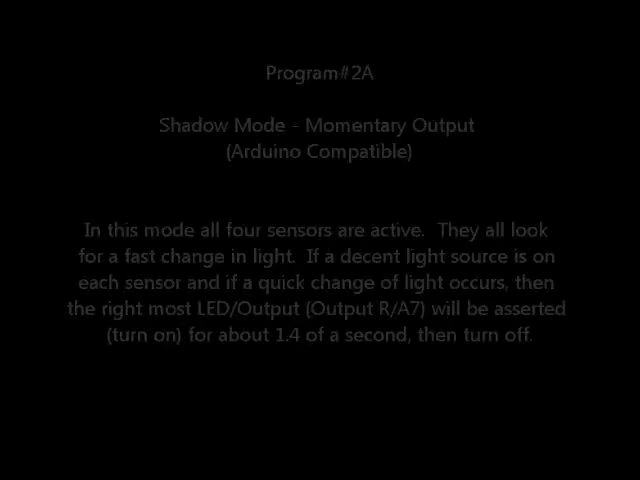 Program#2A
Shadow Mode - Momentary Output
(Arduino Compatible)
In this mode all four sensors are active.  They all look
for a fast change in light.  If a decent light source is on
each sensor and if a quick change of light occurs, then
the right most LED/Output (Output R/A7) will be asserted
(turn on) for about 1.4 of a second, then turn off.